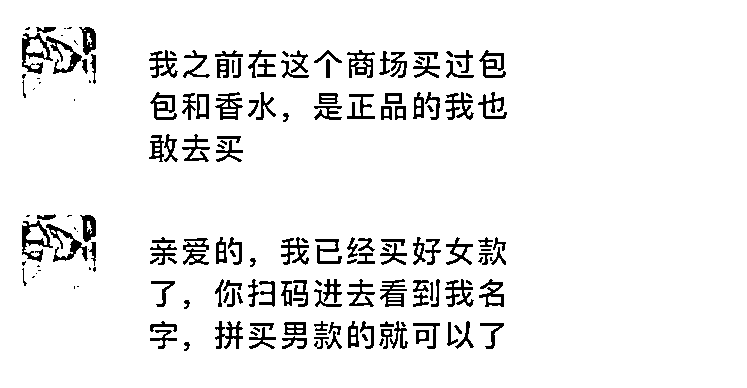 我之前在这个商场买过包
包和香水，是正品的我也
敢去买
亲爱的，我已经买好女款
了，你扫码进去看到我名
字，拼买男款的就可以了